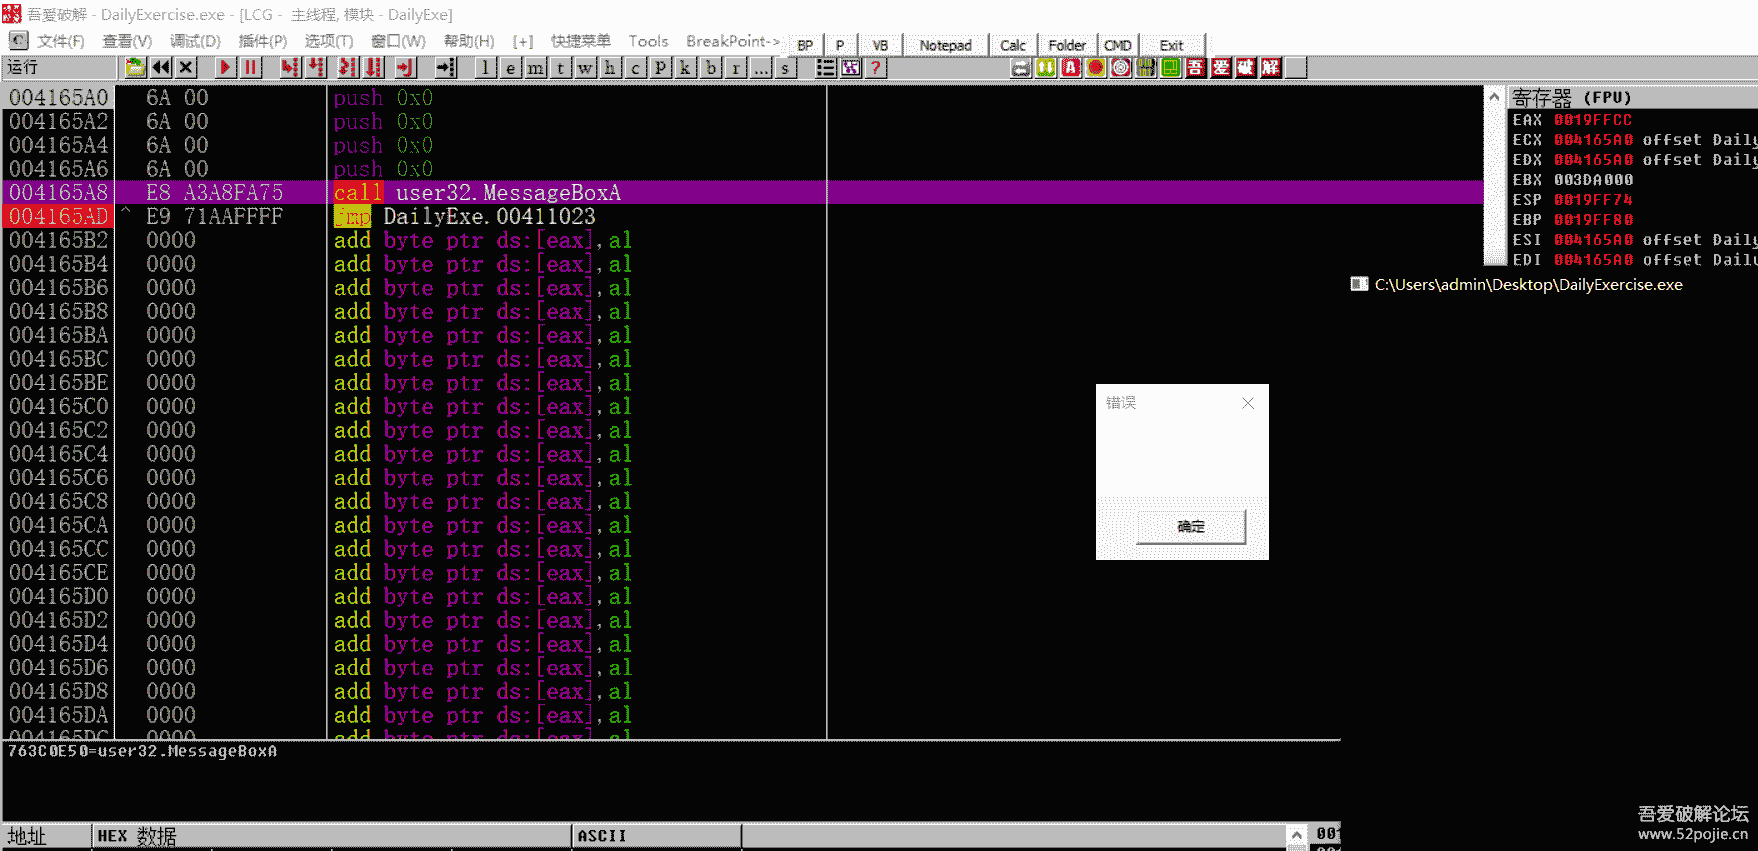 吾爱破解 - DailyExercise.exe - [LCG - 主线程, 模块 - DailyExe]
C 文件(F) 查看(V) 调试(D) 插件(P) 选项(T) 窗口(W) 帮助(H) [+] 快捷菜单 Tools BreakPoint-> BP P VB Notepad Calc Folder CMD Exit
运行 l e m t w h c P k b r ... s ? 吾 爱 破 解
004165A0 6A 00 push 0x0
004165A2 6A 00 push 0x0
004165A4 6A 00 push 0x0
004165A6 6A 00 push 0x0
004165A8 E8 A3A8FA75 call user32.MessageBoxA
004165AD ^ E9 71AAFFFF jmp DailyExe.00411023
004165B2 0000 add byte ptr ds:[eax],al
004165B4 0000 add byte ptr ds:[eax],al
004165B6 0000 add byte ptr ds:[eax],al
004165B8 0000 add byte ptr ds:[eax],al
004165BA 0000 add byte ptr ds:[eax],al
004165BC 0000 add byte ptr ds:[eax],al
004165BE 0000 add byte ptr ds:[eax],al
004165C0 0000 add byte ptr ds:[eax],al
004165C2 0000 add byte ptr ds:[eax],al
004165C4 0000 add byte ptr ds:[eax],al
004165C6 0000 add byte ptr ds:[eax],al
004165C8 0000 add byte ptr ds:[eax],al
004165CA 0000 add byte ptr ds:[eax],al
004165CC 0000 add byte ptr ds:[eax],al
004165CE 0000 add byte ptr ds:[eax],al
004165D0 0000 add byte ptr ds:[eax],al
004165D2 0000 add byte ptr ds:[eax],al
004165D4 0000 add byte ptr ds:[eax],al
004165D6 0000 add byte ptr ds:[eax],al
004165D8 0000 add byte ptr ds:[eax],al
004165DA 0000 add byte ptr ds:[eax],al
004165DC 0000 add byte ptr ds:[eax],al
763C0E50=user32.MessageBoxA
地址 HEX 数据 ASCII
寄存器 (FPU)
EAX 0019FFCC
ECX 004165A0 offset Daily
EDX 004165A0 offset Daily
EBX 003DA000
ESP 0019FF74
EBP 0019FF80
ESI 004165A0 offset Daily
EDI 004165A0 offset Daily
C:\Users\admin\Desktop\DailyExercise.exe
错误
确定
吾爱破解论坛
www.52pojie.cn